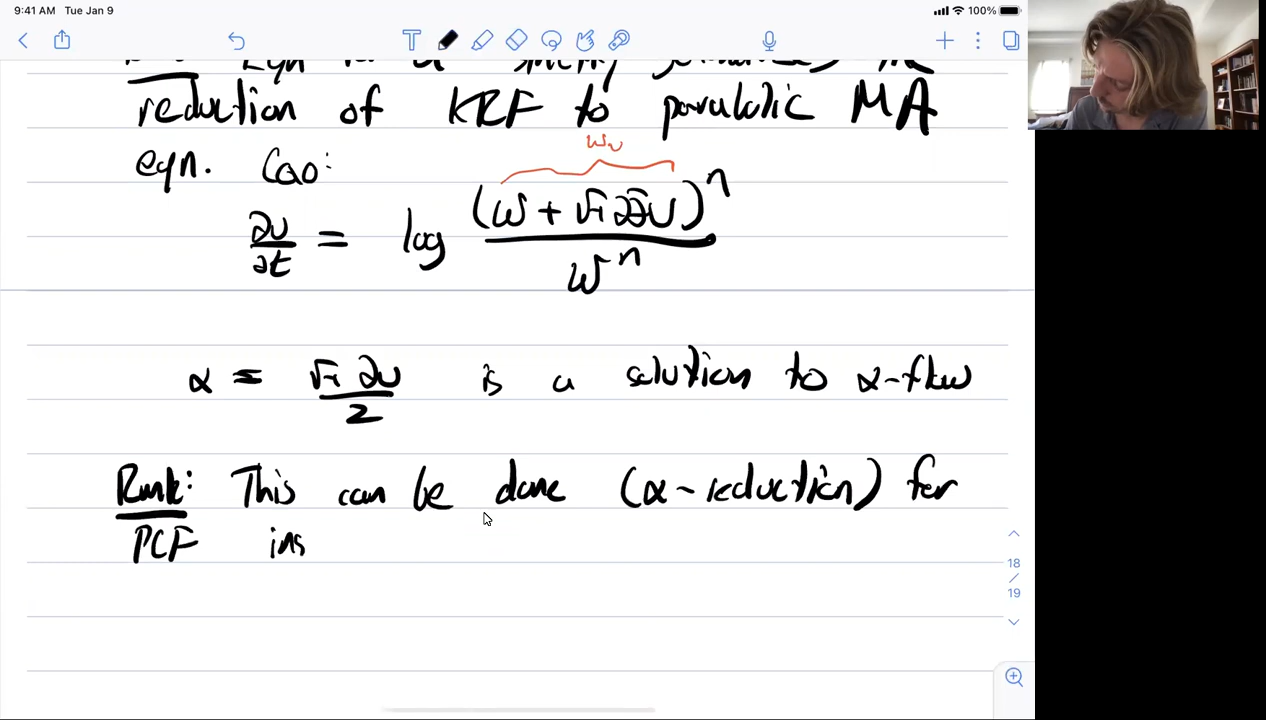 9:41 AM Tue Jan 9 100%
Eqn
reduction of KRF to parabolic MA
eqn. Cao:
ω_u
∂u/∂t = log (ω + √-1 ∂∂̄u)^n / ω^n
α = √-1 ∂u / 2 is a solution to α-flow
Rmk: This can be done (α-reduction) for
PCF ins
18
/
19